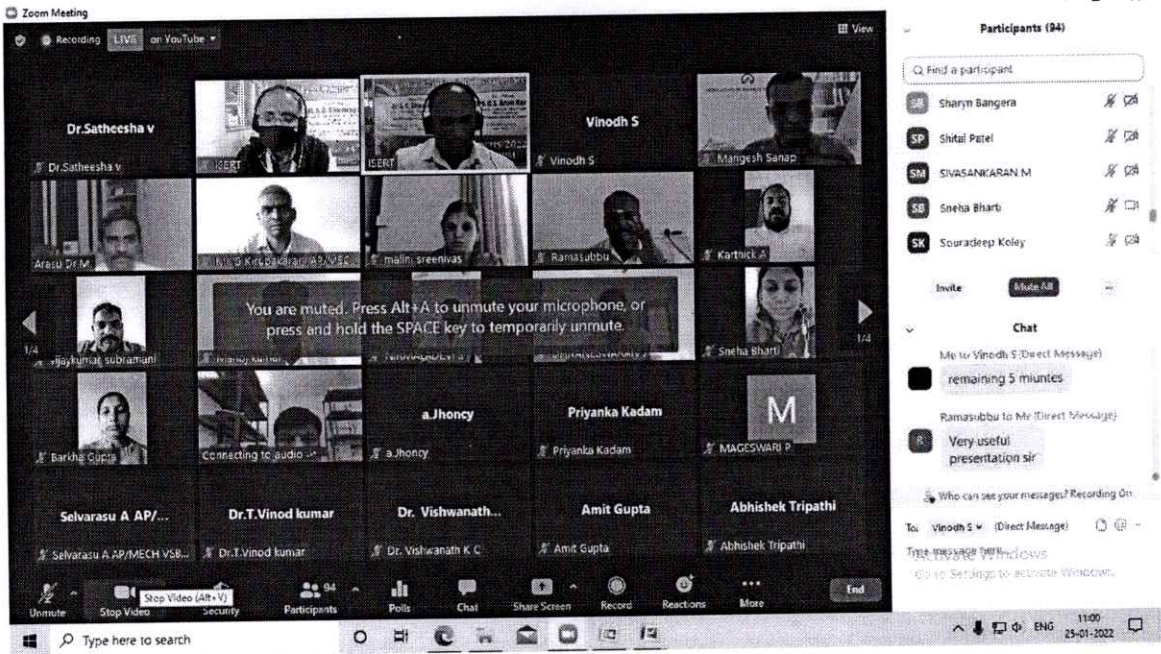 Zoom Meeting
Recording LIVE on YouTube
View
Dr.Satheesha v
Dr.Satheesha v
ISERT
ISERT
Vinodh S
Vinodh S
Mangesh Sanap
Arasu Dr M
malini sreenivas
Ramasubbu
Karthick A
You are muted. Press Alt+A to unmute your microphone, or
press and hold the SPACE key to temporarily unmute.
1/4
1/4
vijaykumar subramani
Manoj kumar
Sneha Bharti
Barkha Gupta
Connecting to audio
a.Jhoncy
a.Jhoncy
Priyanka Kadam
Priyanka Kadam
M
MAGESWARI P
Selvarasu A AP/...
Selvarasu A AP/MECH VSB...
Dr.T.Vinod kumar
Dr.T.Vinod kumar
Dr. Vishwanath...
Dr. Vishwanath K C
Amit Gupta
Amit Gupta
Abhishek Tripathi
Abhishek Tripathi
Unmute
Stop Video
Stop Video (Alt+V)
Security
94
Participants
Polls
Chat
Share Screen
Record
Reactions
More
End
Participants (94)
Find a participant
SB Sharyn Bangera
SP Shital Patel
SM SIVASANKARAN M
SB Sneha Bharti
SK Souradeep Koley
Invite
Mute All
Chat
Me to Vinodh S (Direct Message)
remaining 5 miuntes
Ramasubbu to Me (Direct Message)
R
Very useful
presentation sir
Who can see your messages? Recording On
To: Vinodh S (Direct Message)
Type message here...
Activate Windows
Go to Settings to activate Windows.
Type here to search
ENG
11:00
25-01-2022